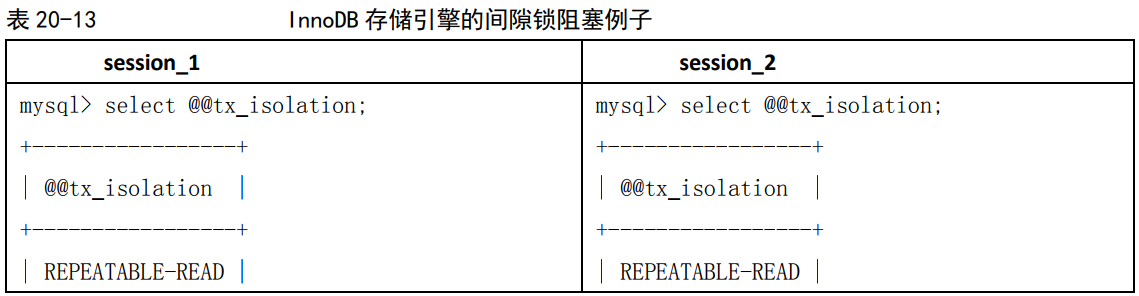 表 20-13 InnoDB 存储引擎的间隙锁阻塞例子
session_1 session_2
mysql> select @@tx_isolation; mysql> select @@tx_isolation;
+-----------------+ +-----------------+
| @@tx_isolation | | @@tx_isolation |
+-----------------+ +-----------------+
| REPEATABLE-READ | | REPEATABLE-READ |